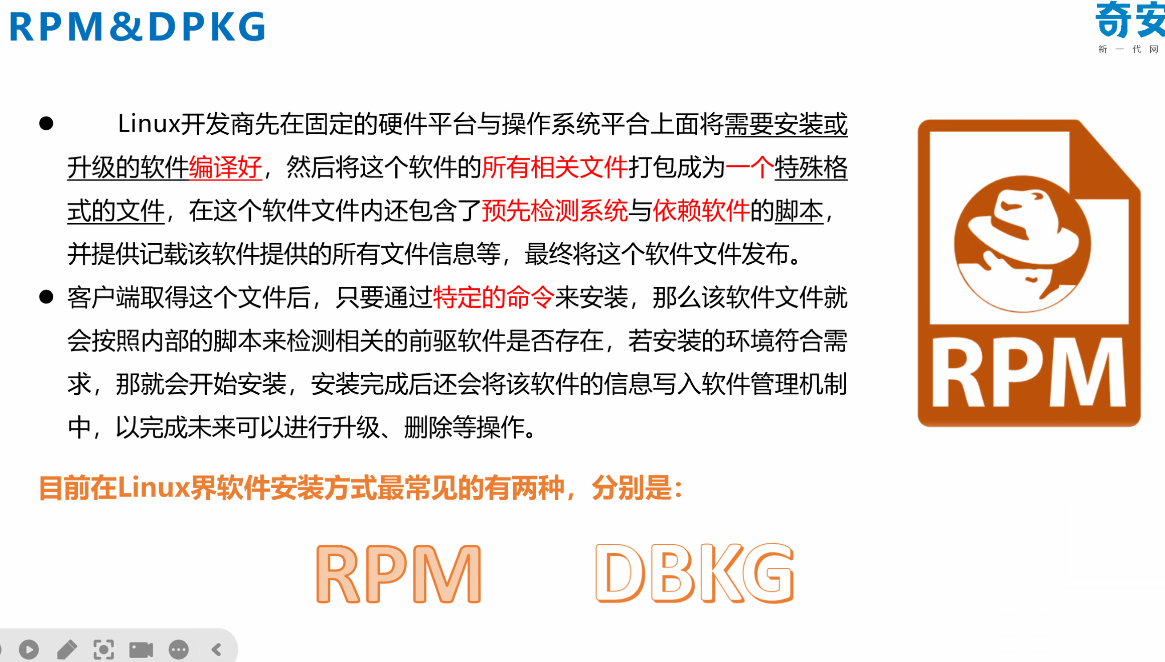 RPM&DPKG
奇安
新一代网
Linux开发商先在固定的硬件平台与操作系统平台上面将需要安装或
升级的软件编译好，然后将这个软件的所有相关文件打包成为一个特殊格
式的文件，在这个软件文件内还包含了预先检测系统与依赖软件的脚本，
并提供记载该软件提供的所有文件信息等，最终将这个软件文件发布。
客户端取得这个文件后，只要通过特定的命令来安装，那么该软件文件就
会按照内部的脚本来检测相关的前驱软件是否存在，若安装的环境符合需
求，那就会开始安装，安装完成后还会将该软件的信息写入软件管理机制
中，以完成未来可以进行升级、删除等操作。
RPM
目前在Linux界软件安装方式最常见的有两种，分别是：
RPM DBKG